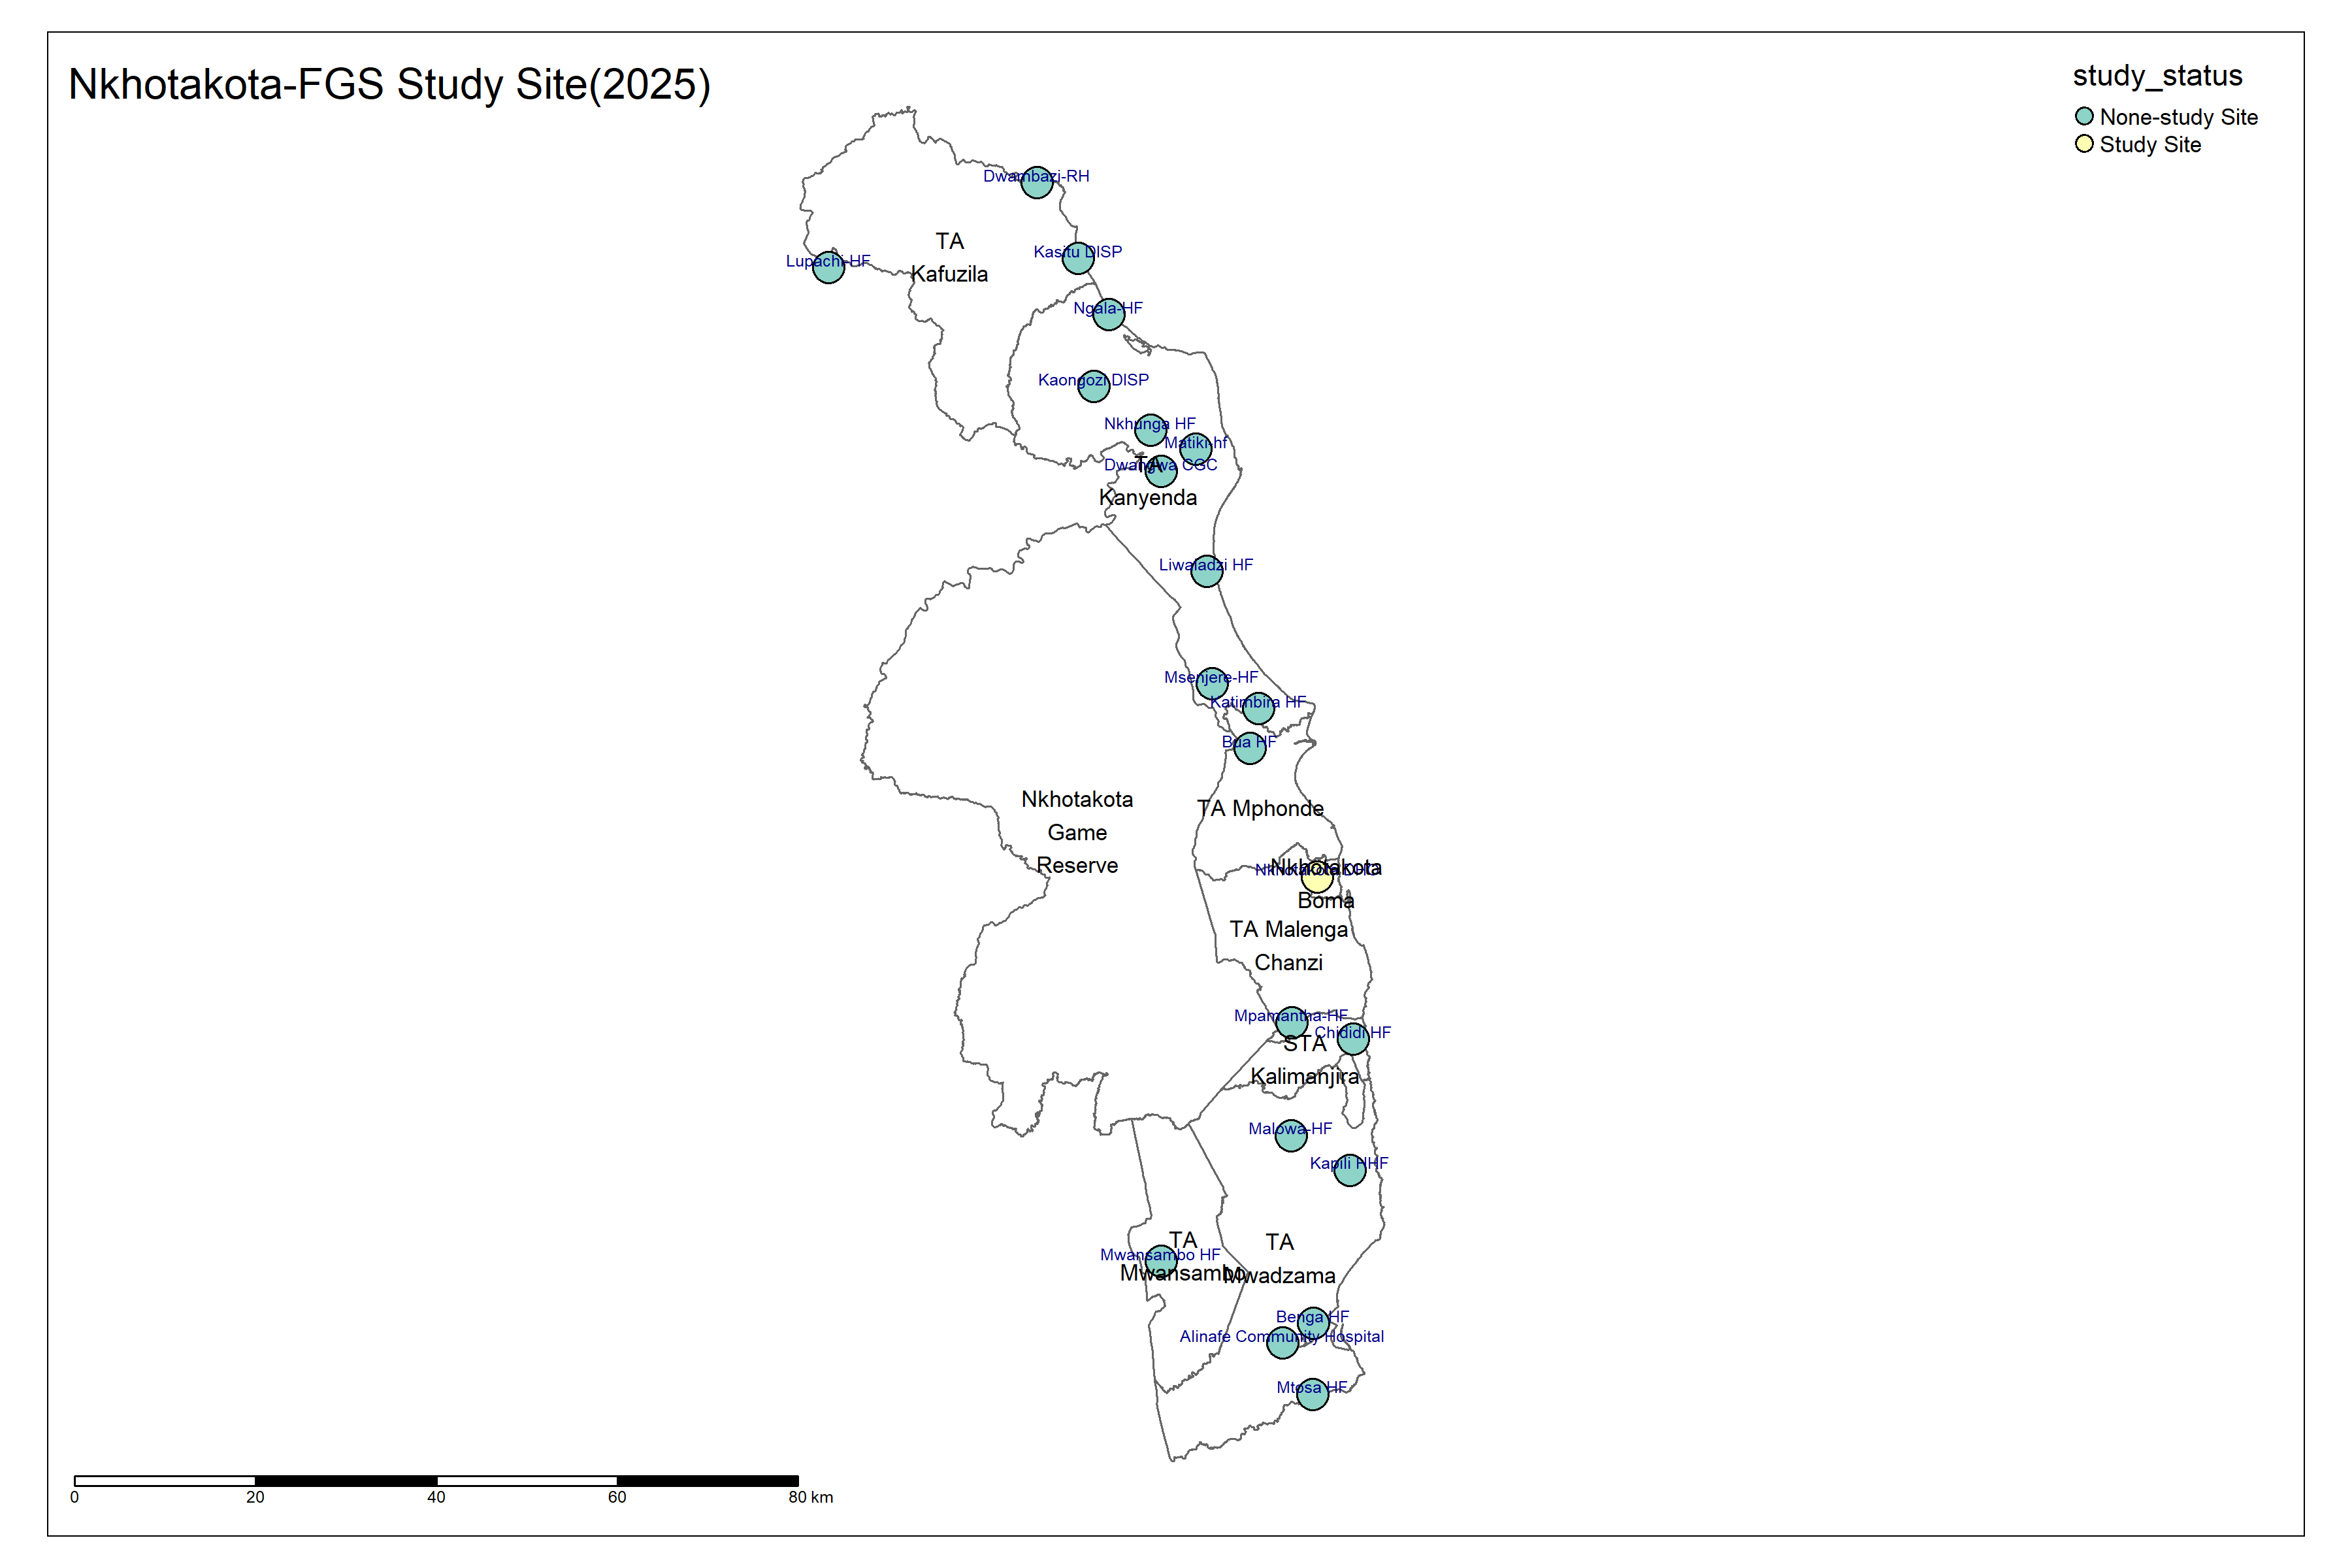 Nkhotakota-FGS Study Site(2025)
study_status
None-study Site
Study Site
Dwambazi-RH
TA
Kafuzila
Kasitu DISP
Lupachi-HF
Ngala-HF
Kaongozi DISP
Nkhunga HF
Matiki-hf
Dwangwa CGC
TA
Kanyenda
Liwaladzi HF
Msenjere-HF
Katimbira HF
Bua HF
Nkhotakota
Game
Reserve
TA Mphonde
Nkhotakota DHO
Nkhotakota
Boma
TA Malenga
Chanzi
Mpamantha-HF
Chididi HF
STA
Kalimanjira
Malowa-HF
Kapili HHF
TA
Mwansambo
Mwansambo HF
TA
Mwadzama
Benga HF
Alinafe Community Hospital
Mtosa HF
0 20 40 60 80 km